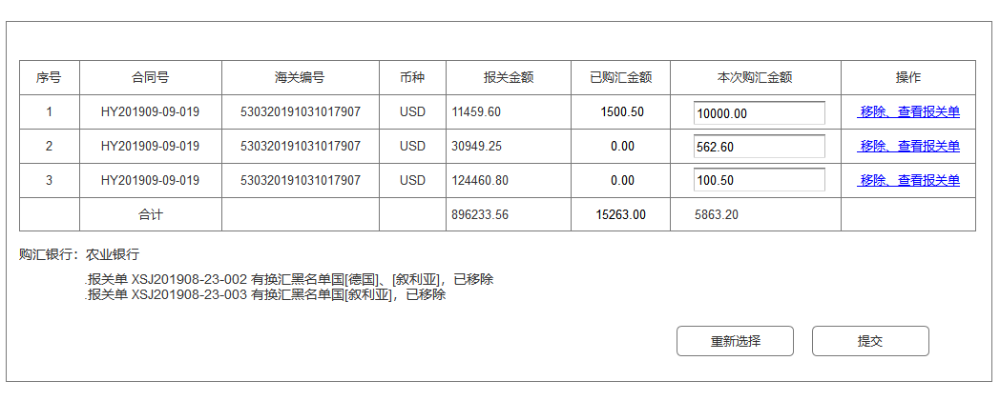 序号 合同号 海关编号 币种 报关金额 已购汇金额 本次购汇金额 操作
1 HY201909-09-019 530320191031017907 USD 11459.60 1500.50 10000.00 移除、查看报关单
2 HY201909-09-019 530320191031017907 USD 30949.25 0.00 562.60 移除、查看报关单
3 HY201909-09-019 530320191031017907 USD 124460.80 0.00 100.50 移除、查看报关单
合计 896233.56 15263.00 5863.20
购汇银行：农业银行
.报关单 XSJ201908-23-002 有换汇黑名单国[德国]、[叙利亚]，已移除
.报关单 XSJ201908-23-003 有换汇黑名单国[叙利亚]，已移除
重新选择 提交